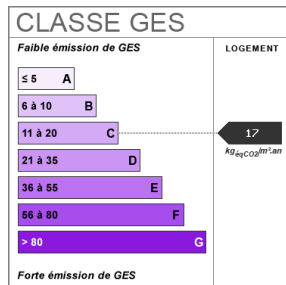 CLASSE GES
Faible émission de GES
LOGEMENT
≤ 5 A
6 à 10 B
11 à 20 C
17
kgéqCO2/m².an
21 à 35 D
36 à 55 E
56 à 80 F
> 80 G
Forte émission de GES